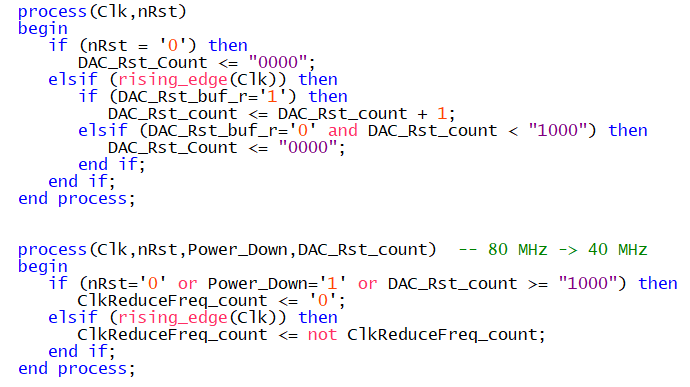 process(Clk,nRst)
begin
   if (nRst = '0') then
      DAC_Rst_Count <= "0000";
   elsif (rising_edge(Clk)) then
      if (DAC_Rst_buf_r='1') then
         DAC_Rst_count <= DAC_Rst_count + 1;
      elsif (DAC_Rst_buf_r='0' and DAC_Rst_count < "1000") then
         DAC_Rst_Count <= "0000";
      end if;
   end if;
end process;
process(Clk,nRst,Power_Down,DAC_Rst_count)  -- 80 MHz -> 40 MHz
begin
   if (nRst='0' or Power_Down='1' or DAC_Rst_count >= "1000") then
      ClkReduceFreq_count <= '0';
   elsif (rising_edge(Clk)) then
      ClkReduceFreq_count <= not ClkReduceFreq_count;
   end if;
end process;